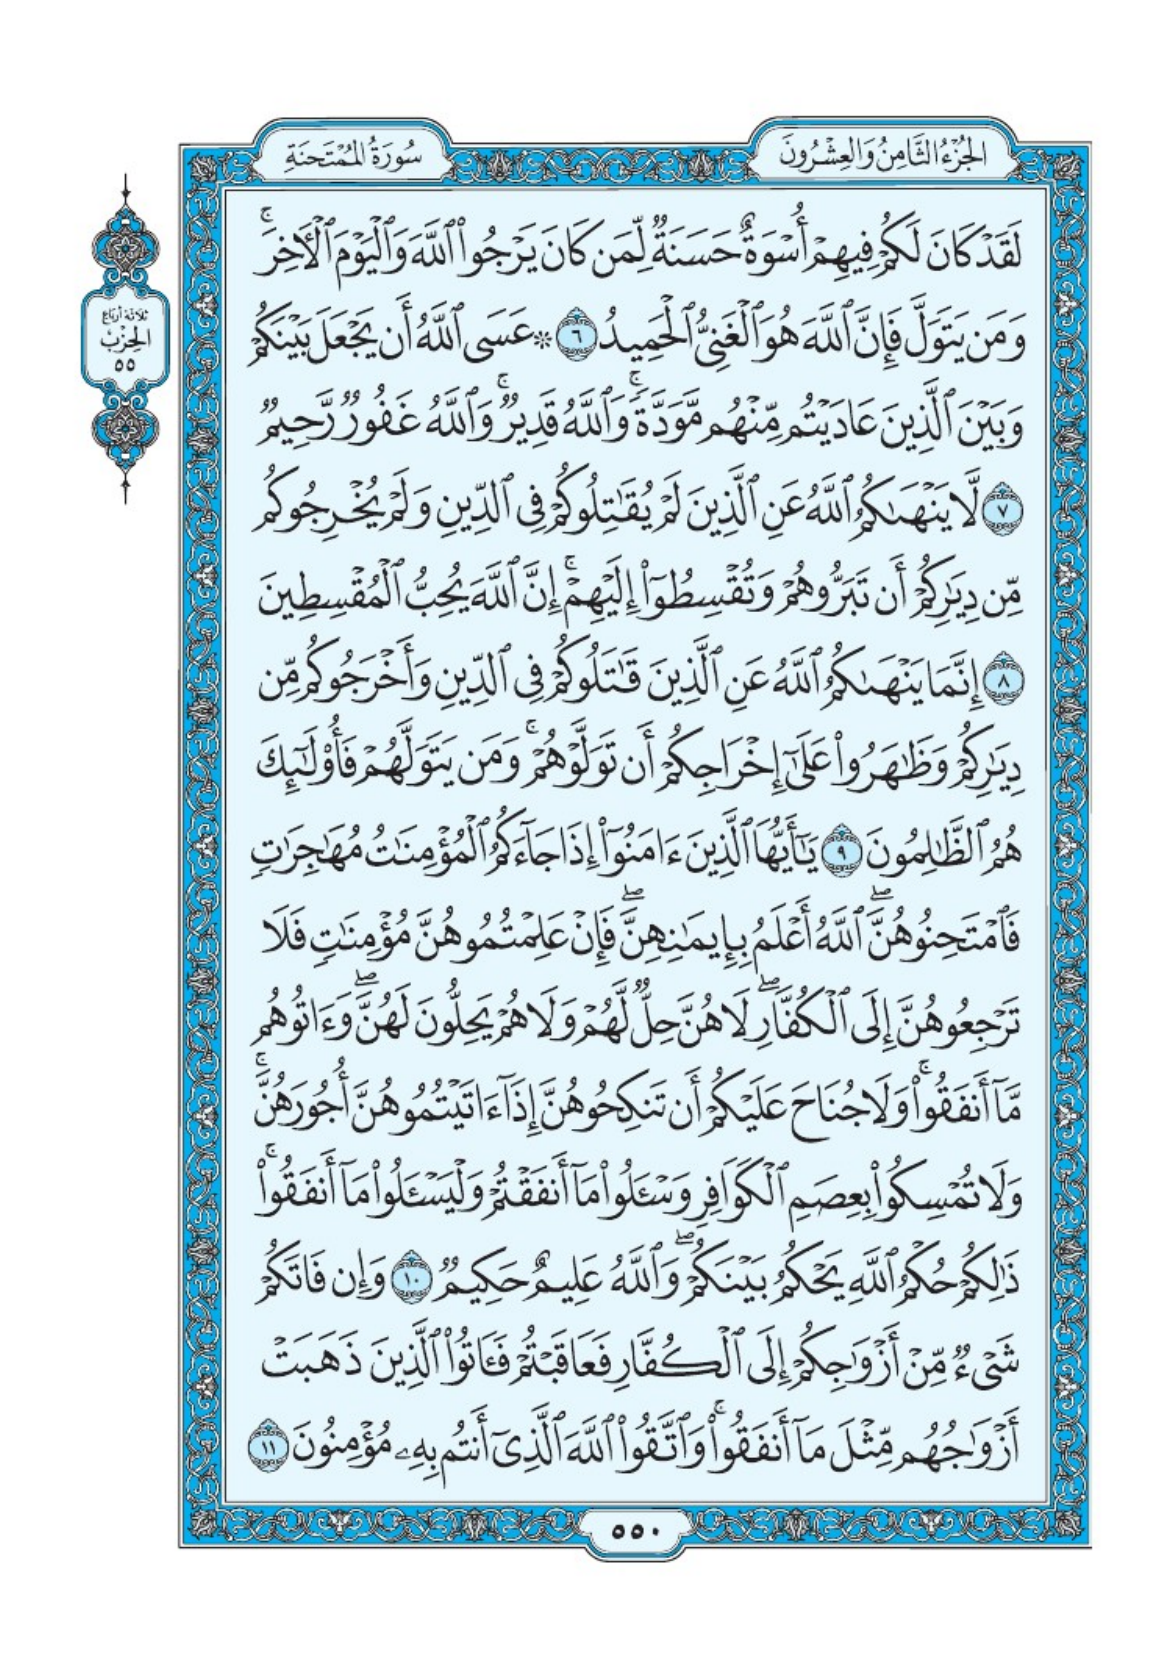 الجُزْءُ الثَّامِنُ وَالعِشْرُونَ
سُورَةُ المُمْتَحنَةِ
ثلاثة أرباع
الحِزْبُ
٥٥
لَقَدۡ كَانَ لَكُمۡ فِيهِمۡ أُسۡوَةٌ حَسَنَةٞ لِّمَن كَانَ يَرۡجُواْ ٱللَّهَ وَٱلۡيَوۡمَ ٱلۡأٓخِرَۚ
وَمَن يَتَوَلَّ فَإِنَّ ٱللَّهَ هُوَ ٱلۡغَنِيُّ ٱلۡحَمِيدُ ٦ ۞ عَسَى ٱللَّهُ أَن يَجۡعَلَ بَيۡنَكُمۡ
وَبَيۡنَ ٱلَّذِينَ عَادَيۡتُم مِّنۡهُم مَّوَدَّةٗۚ وَٱللَّهُ قَدِيرٞۚ وَٱللَّهُ غَفُورٞ رَّحِيمٞ
٧ لَّا يَنۡهَىٰكُمُ ٱللَّهُ عَنِ ٱلَّذِينَ لَمۡ يُقَٰتِلُوكُمۡ فِي ٱلدِّينِ وَلَمۡ يُخۡرِجُوكُم
مِّن دِيَٰرِكُمۡ أَن تَبَرُّوهُمۡ وَتُقۡسِطُوٓاْ إِلَيۡهِمۡۚ إِنَّ ٱللَّهَ يُحِبُّ ٱلۡمُقۡسِطِينَ
٨ إِنَّمَا يَنۡهَىٰكُمُ ٱللَّهُ عَنِ ٱلَّذِينَ قَٰتَلُوكُمۡ فِي ٱلدِّينِ وَأَخۡرَجُوكُم مِّن
دِيَٰرِكُمۡ وَظَٰهَرُواْ عَلَىٰٓ إِخۡرَاجِكُمۡ أَن تَوَلَّوۡهُمۡۚ وَمَن يَتَوَلَّهُمۡ فَأُوْلَٰٓئِكَ
هُمُ ٱلظَّٰلِمُونَ ٩ يَٰٓأَيُّهَا ٱلَّذِينَ ءَامَنُوٓاْ إِذَا جَآءَكُمُ ٱلۡمُؤۡمِنَٰتُ مُهَٰجِرَٰتٖ
فَٱمۡتَحِنُوهُنَّۖ ٱللَّهُ أَعۡلَمُ بِإِيمَٰنِهِنَّۖ فَإِنۡ عَلِمۡتُمُوهُنَّ مُؤۡمِنَٰتٖ فَلَا
تَرۡجِعُوهُنَّ إِلَى ٱلۡكُفَّارِۖ لَا هُنَّ حِلّٞ لَّهُمۡ وَلَا هُمۡ يَحِلُّونَ لَهُنَّۖ وَءَاتُوهُم
مَّآ أَنفَقُواْۚ وَلَا جُنَاحَ عَلَيۡكُمۡ أَن تَنكِحُوهُنَّ إِذَآ ءَاتَيۡتُمُوهُنَّ أُجُورَهُنَّۚ
وَلَا تُمۡسِكُواْ بِعِصَمِ ٱلۡكَوَافِرِ وَسۡـَٔلُواْ مَآ أَنفَقۡتُمۡ وَلۡيَسۡـَٔلُواْ مَآ أَنفَقُواْۚ
ذَٰلِكُمۡ حُكۡمُ ٱللَّهِ يَحۡكُمُ بَيۡنَكُمۡۖ وَٱللَّهُ عَلِيمٌ حَكِيمٞ ١٠ وَإِن فَاتَكُمۡ
شَيۡءٞ مِّنۡ أَزۡوَٰجِكُمۡ إِلَى ٱلۡكُفَّارِ فَعَاقَبۡتُمۡ فَـَٔاتُواْ ٱلَّذِينَ ذَهَبَتۡ
أَزۡوَٰجُهُم مِّثۡلَ مَآ أَنفَقُواْۚ وَٱتَّقُواْ ٱللَّهَ ٱلَّذِيٓ أَنتُم بِهِۦ مُؤۡمِنُونَ ١١
٥٥٠